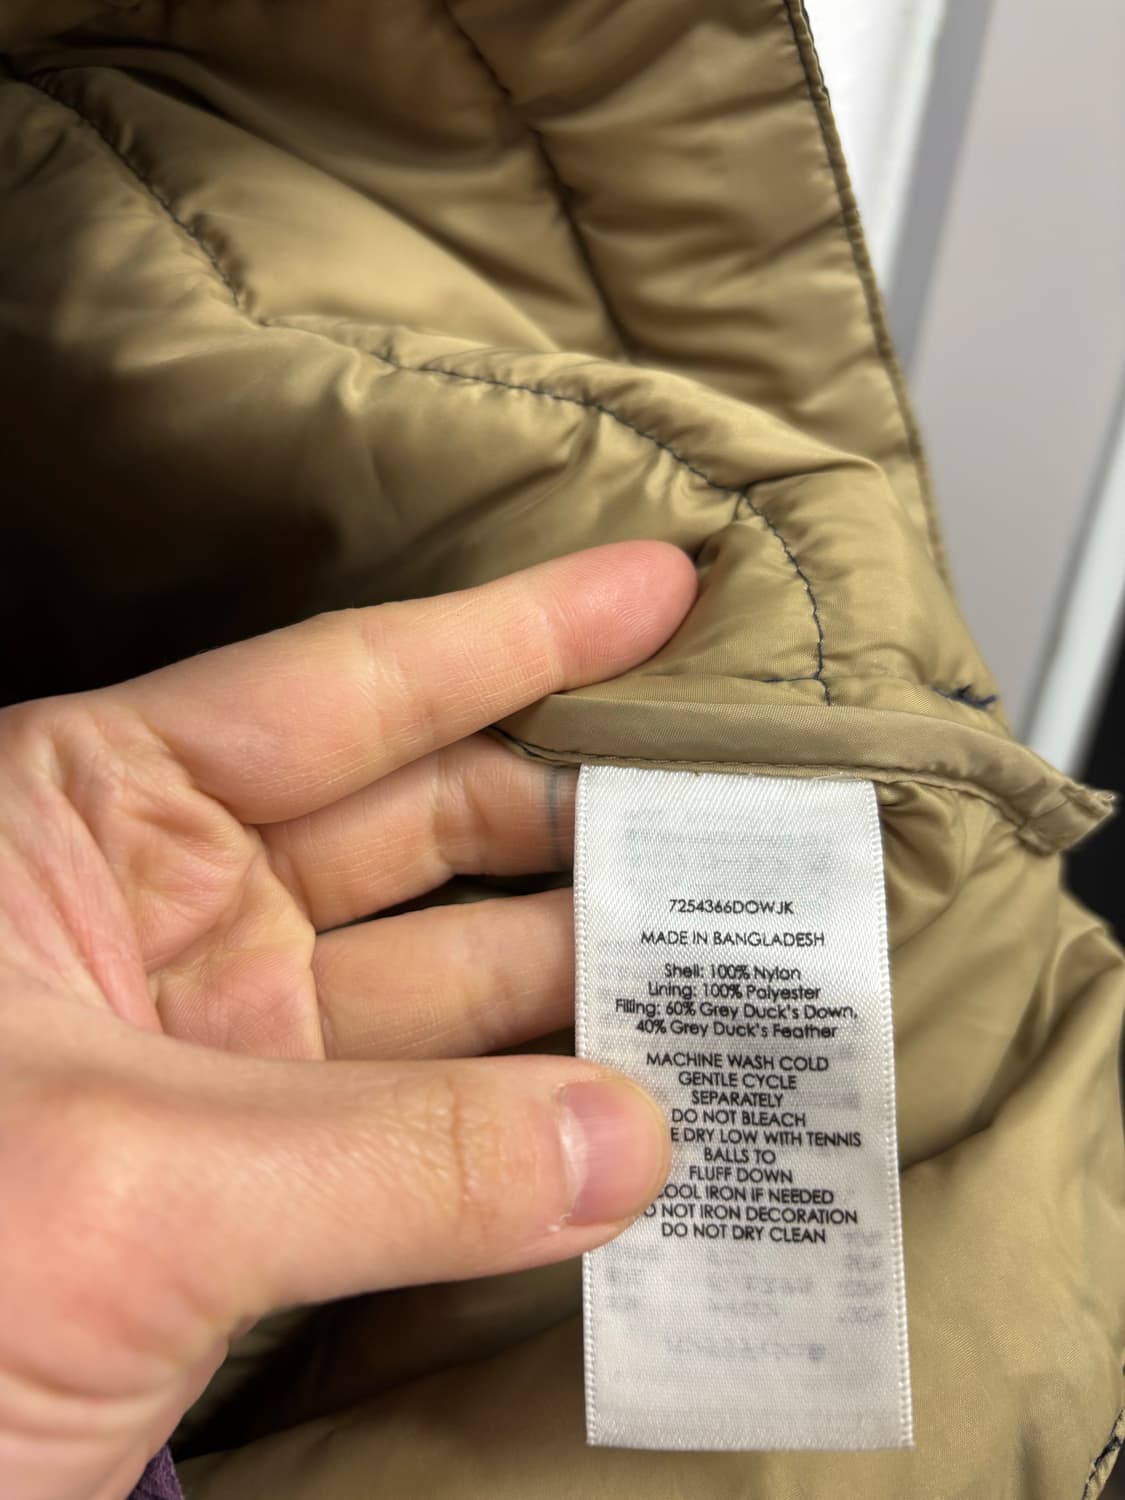 7254366DOWJK
MADE IN BANGLADESH
Shell: 100% Nylon
Lining: 100% Polyester
Filling: 60% Grey Duck's Down,
40% Grey Duck's Feather
MACHINE WASH COLD
GENTLE CYCLE
SEPARATELY
DO NOT BLEACH
E DRY LOW WITH TENNIS
BALLS TO
FLUFF DOWN
COOL IRON IF NEEDED
O NOT IRON DECORATION
DO NOT DRY CLEAN